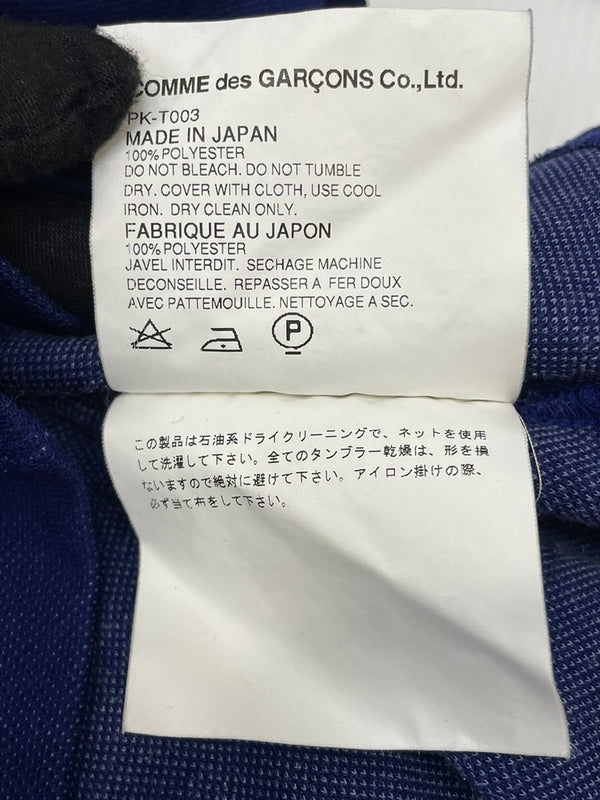 COMME des GARÇONS Co.,Ltd.
PK-T003
MADE IN JAPAN
100% POLYESTER
DO NOT BLEACH. DO NOT TUMBLE
DRY. COVER WITH CLOTH, USE COOL
IRON. DRY CLEAN ONLY.
FABRIQUE AU JAPON
100% POLYESTER
JAVEL INTERDIT. SECHAGE MACHINE
DECONSEILLE. REPASSER A FER DOUX
AVEC PATTEMOUILLE. NETTOYAGE A SEC.
P
この製品は石油系ドライクリーニングで、ネットを使用
して洗濯して下さい。全てのタンブラー乾燥は、形を損
ないますので絶対に避けて下さい。アイロン掛けの際、
必ず当て布をして下さい。